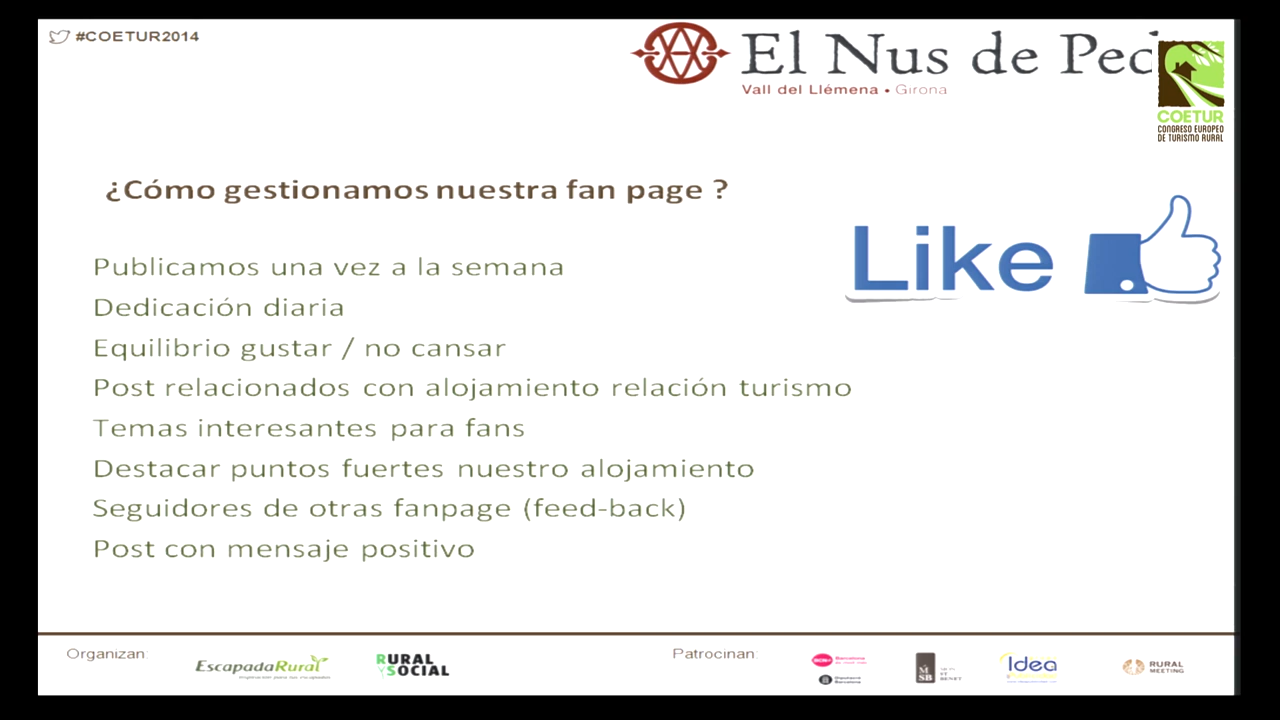 #COETUR2014
El Nus de Ped
Vall del Llémena • Girona
COETUR
CONGRESO EUROPEO
DE TURISMO RURAL
¿Cómo gestionamos nuestra fan page ?
Like
Publicamos una vez a la semana
Dedicación diaria
Equilibrio gustar / no cansar
Post relacionados con alojamiento relación turismo
Temas interesantes para fans
Destacar puntos fuertes nuestro alojamiento
Seguidores de otras fanpage (feed-back)
Post con mensaje positivo
Organizan:
EscapadaRural
RURAL
SOCIAL
Patrocinan:
Diputació
Barcelona
Idea
RURAL
MEETING